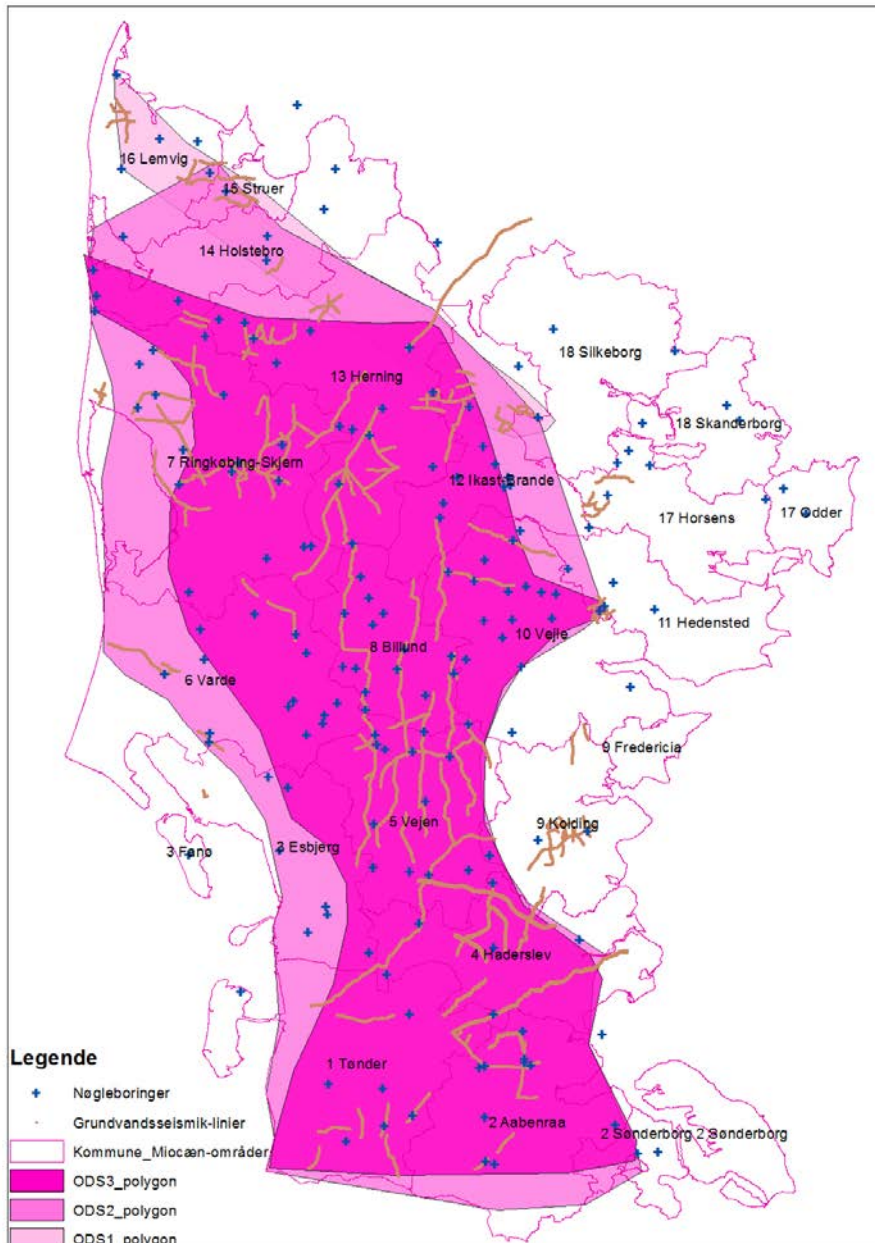 16 Lemvig
15 Struer
14 Holstebro
18 Silkeborg
13 Herning
18 Skanderborg
7 Ringkøbing-Skjern
12 Ikast-Brande
17 Horsens
17 Odder
11 Hedensted
10 Vejle
8 Billund
6 Varde
9 Fredericia
5 Vejen
9 Kolding
3 Fanø
3 Esbjerg
4 Haderslev
1 Tønder
2 Aabenraa
2 Sønderborg 2 Sønderborg
Legende
Nøgleboringer
Grundvandsseismik-linier
Kommune_Miocæn-områder
ODS3_polygon
ODS2_polygon
ODS1_polygon